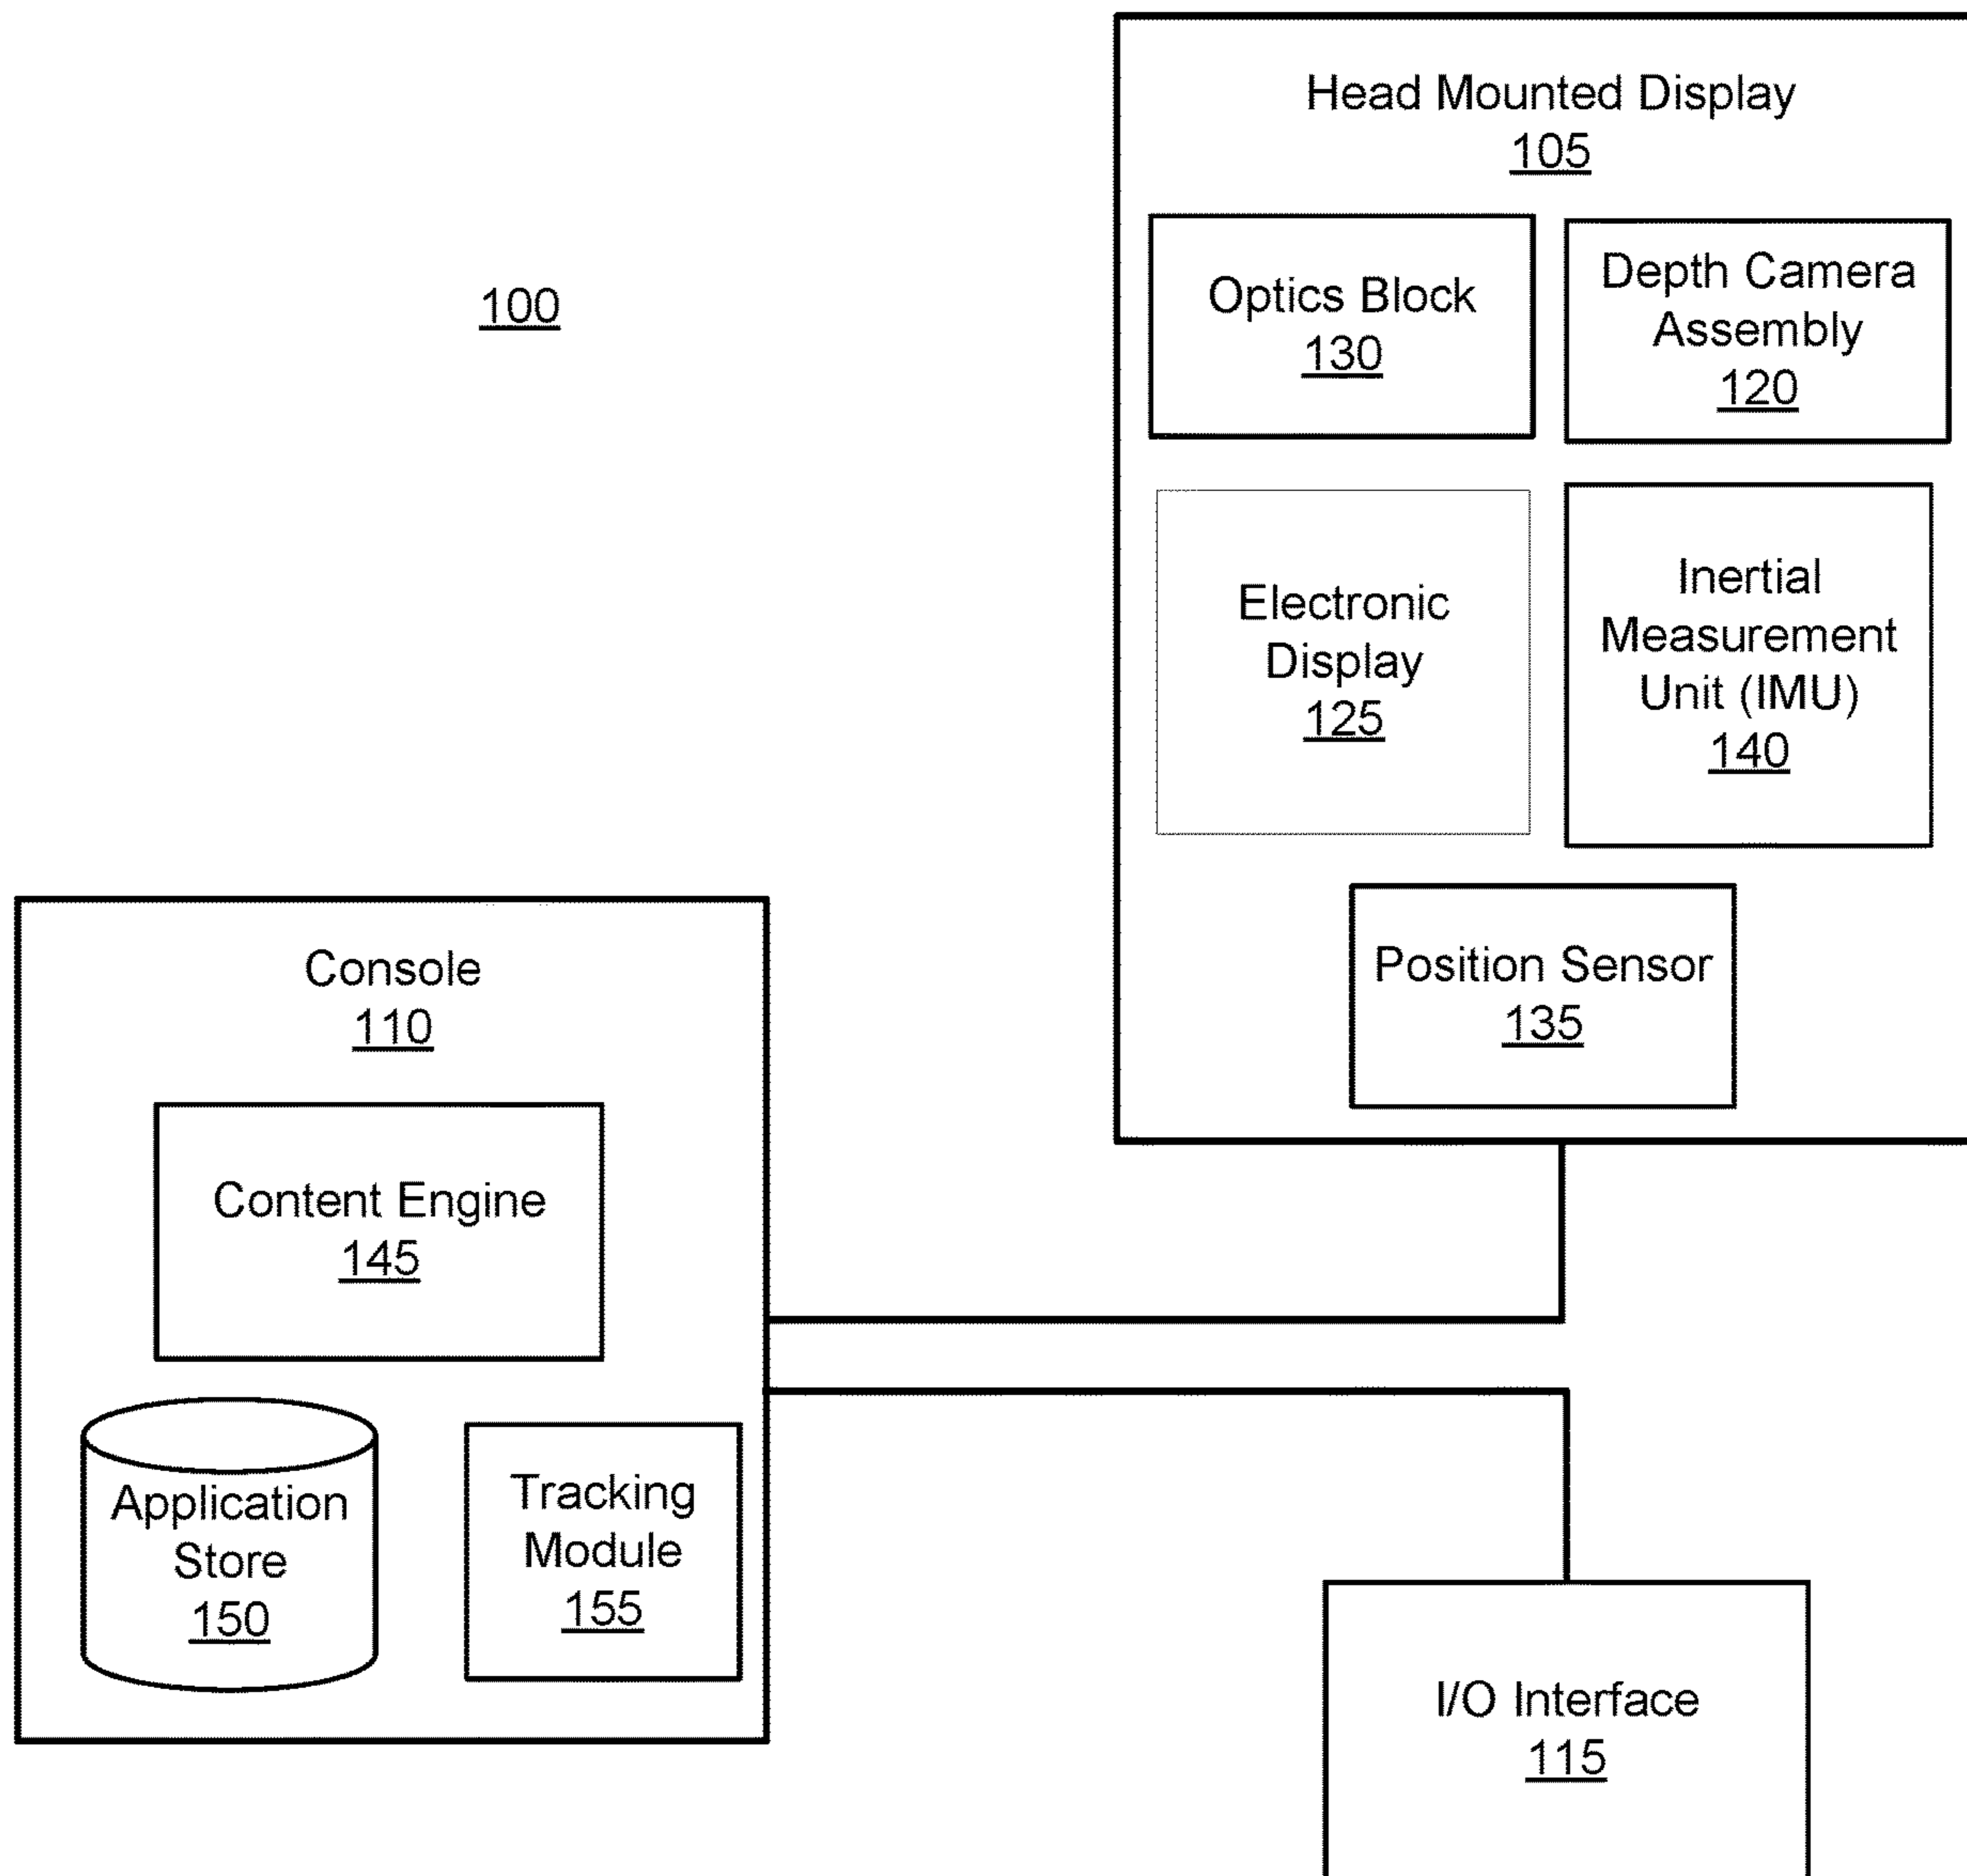 Head Mounted Display
105
100
Optics Block
130
Depth Camera
Assembly
120
Electronic
Display
125
Inertial
Measurement
Unit (IMU)
140
Position Sensor
135
Console
110
Content Engine
145
Application
Store
150
Tracking
Module
155
I/O Interface
115